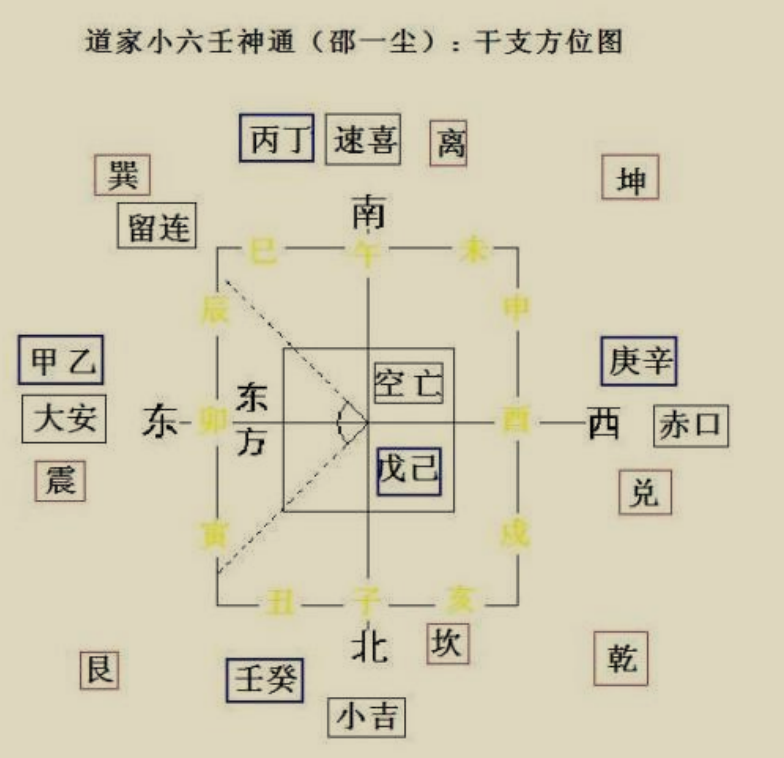 道家小六壬神通（邵一尘）：干支方位图
丙丁 速喜 离
巽 坤
留连 南
巳 午 未
辰 申
甲乙 空亡 庚辛
大安 东 卯 东方 酉 西 赤口
震 戊己 兑
寅 戌
丑 子 亥
北 坎
艮 壬癸 乾
小吉